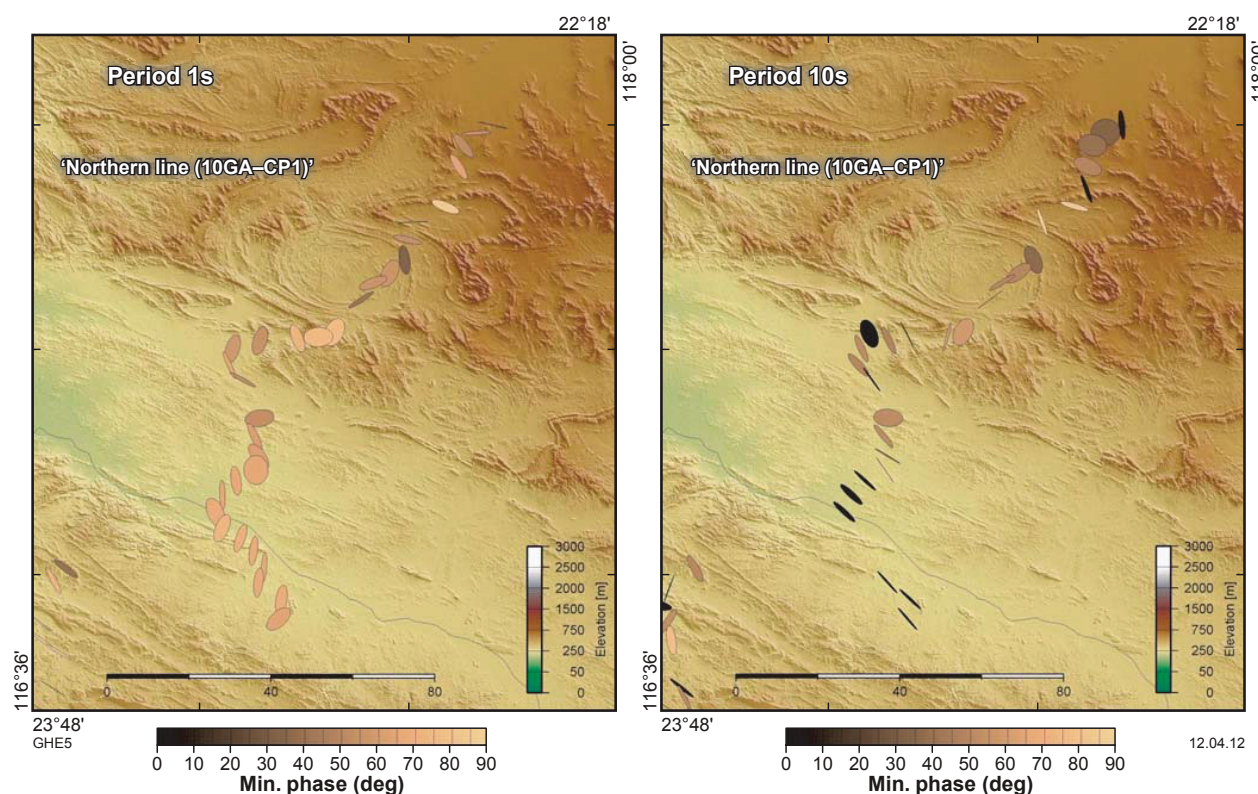 22°18'
22°18'
118°00'
118°00'
Period 1s
Period 10s
‘Northern line (10GA–CP1)’
‘Northern line (10GA–CP1)’
3000
2500
2000
1500
750
250
50
0
Elevation [m]
3000
2500
2000
1500
750
250
50
0
Elevation [m]
116°36'
116°36'
0 40 80
0 40 80
23°48'
23°48'
GHE5
12.04.12
0 10 20 30 40 50 60 70 80 90
Min. phase (deg)
0 10 20 30 40 50 60 70 80 90
Min. phase (deg)